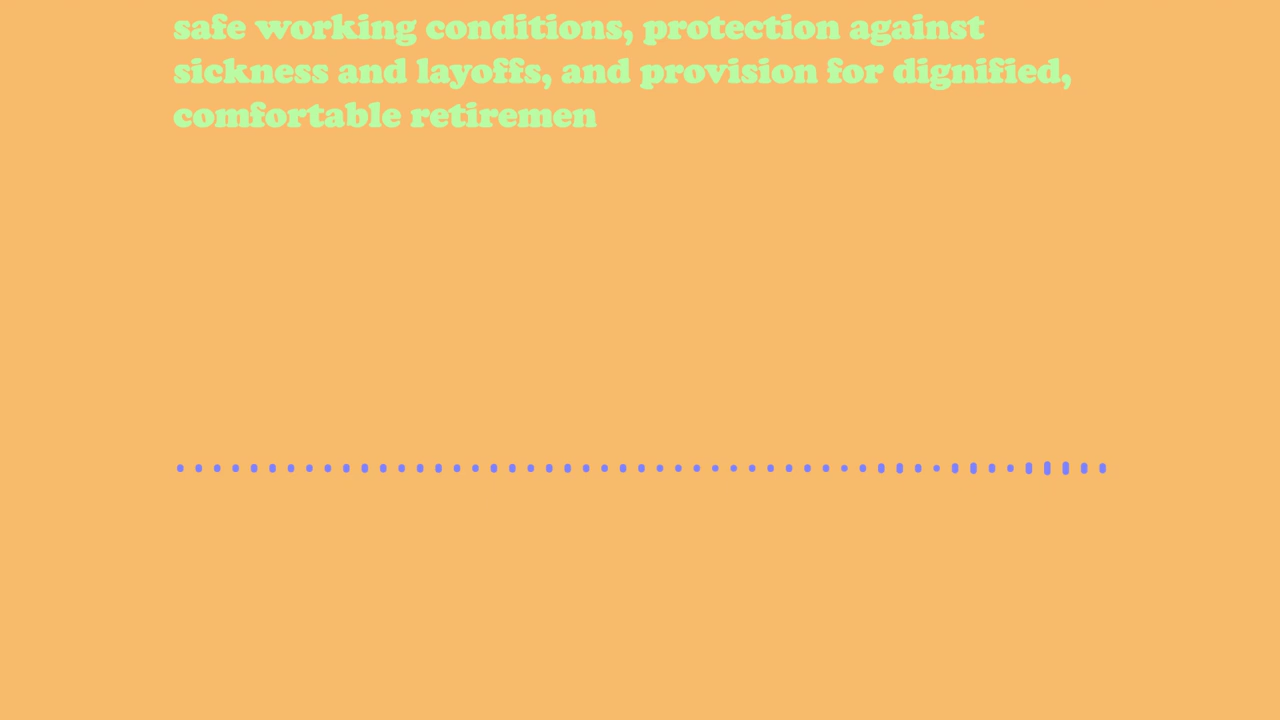 safe working conditions, protection against
sickness and layoffs, and provision for dignified,
comfortable retiremen